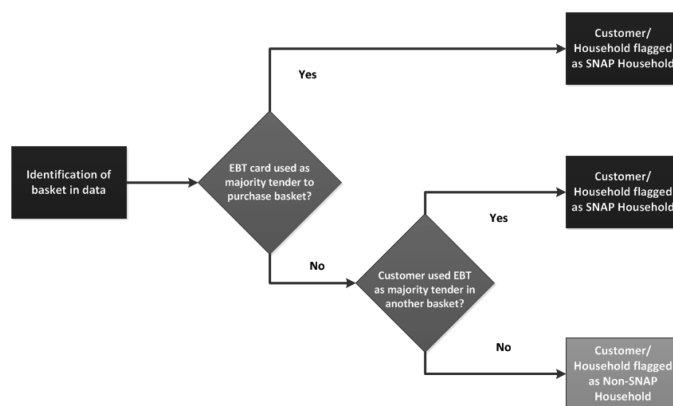 Customer/
Household flagged
as SNAP Household
Yes
EBT card used as
majority tender to
purchase basket?
Identification of
basket in data
Customer/
Household flagged
as SNAP Household
Yes
No
Customer used EBT
as majority tender in
another basket?
No
Customer/
Household flagged
as Non-SNAP
Household